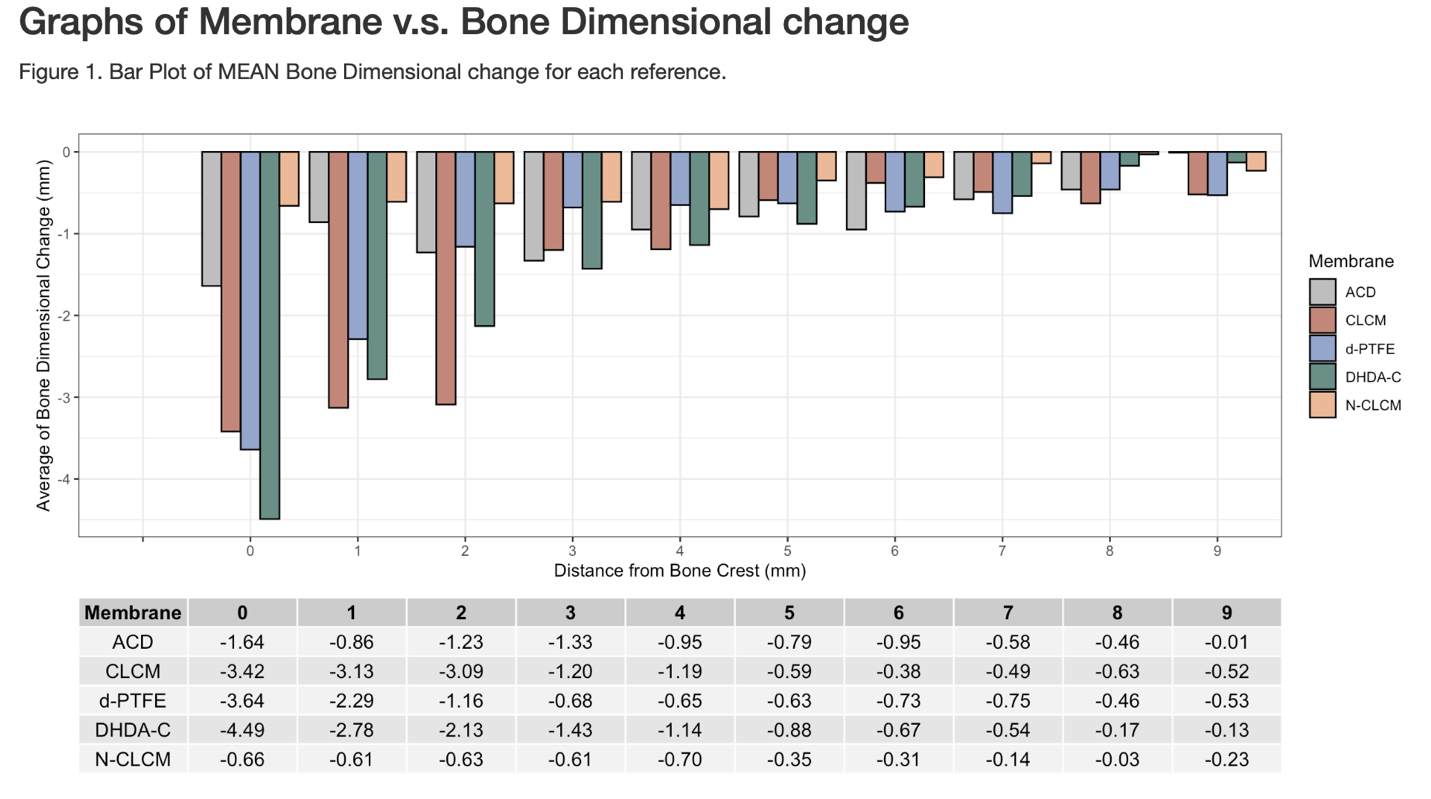 Graphs of Membrane v.s. Bone Dimensional change
Figure 1. Bar Plot of MEAN Bone Dimensional change for each reference.
Average of Bone Dimensional Change (mm)
0
-1
-2
-3
-4
0 1 2 3 4 5 6 7 8 9
Distance from Bone Crest (mm)
Membrane
ACD
CLCM
d-PTFE
DHDA-C
N-CLCM
Membrane 0 1 2 3 4 5 6 7 8 9
ACD -1.64 -0.86 -1.23 -1.33 -0.95 -0.79 -0.95 -0.58 -0.46 -0.01
CLCM -3.42 -3.13 -3.09 -1.20 -1.19 -0.59 -0.38 -0.49 -0.63 -0.52
d-PTFE -3.64 -2.29 -1.16 -0.68 -0.65 -0.63 -0.73 -0.75 -0.46 -0.53
DHDA-C -4.49 -2.78 -2.13 -1.43 -1.14 -0.88 -0.67 -0.54 -0.17 -0.13
N-CLCM -0.66 -0.61 -0.63 -0.61 -0.70 -0.35 -0.31 -0.14 -0.03 -0.23